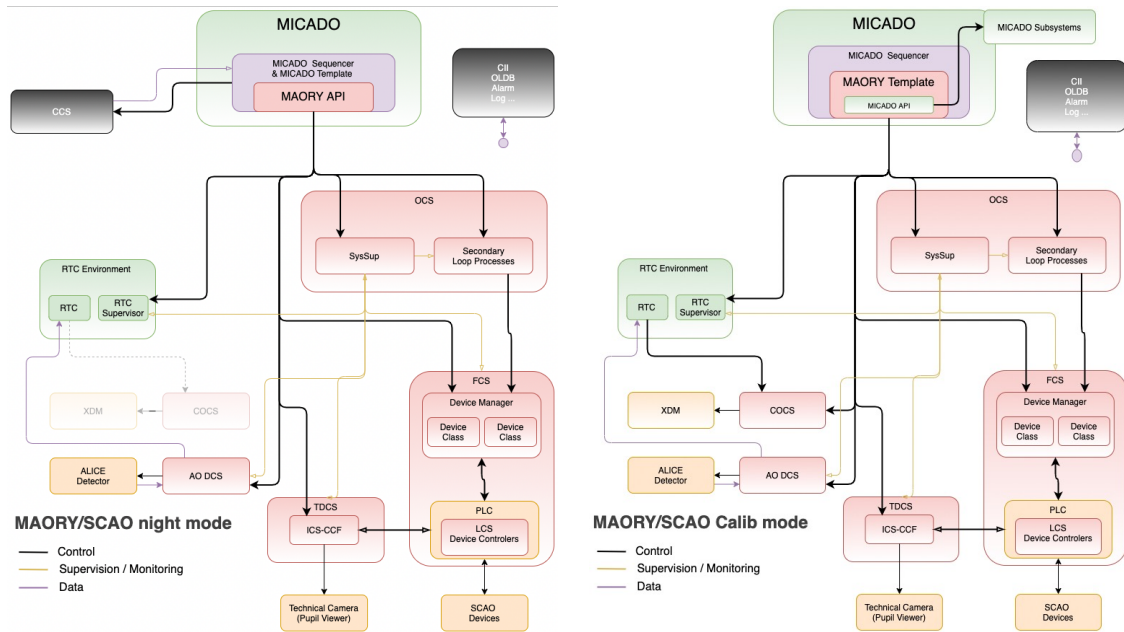 MICADO
MICADO Sequencer
& MICADO Template
MAORY API
CCS
CII
OLDB
Alarm
Log ...
OCS
SysSup
Secondary
Loop Processes
RTC Environment
RTC
RTC
Supervisor
FCS
XDM
COCS
Device Manager
Device
Class
Device
Class
ALICE
Detector
AO DCS
TDCS
ICS-CCF
PLC
LCS
Device Controlers
MAORY/SCAO night mode
Control
Supervision / Monitoring
Data
Technical Camera
(Pupil Viewer)
SCAO
Devices
MICADO
MICADO Subsystems
MICADO Sequencer
MAORY Template
MICADO API
CII
OLDB
Alarm
Log ...
OCS
SysSup
Secondary
Loop Processes
RTC Environment
RTC
RTC
Supervisor
FCS
XDM
COCS
Device Manager
Device
Class
Device
Class
ALICE
Detector
AO DCS
TDCS
ICS-CCF
PLC
LCS
Device Controlers
MAORY/SCAO Calib mode
Control
Supervision / Monitoring
Data
Technical Camera
(Pupil Viewer)
SCAO
Devices